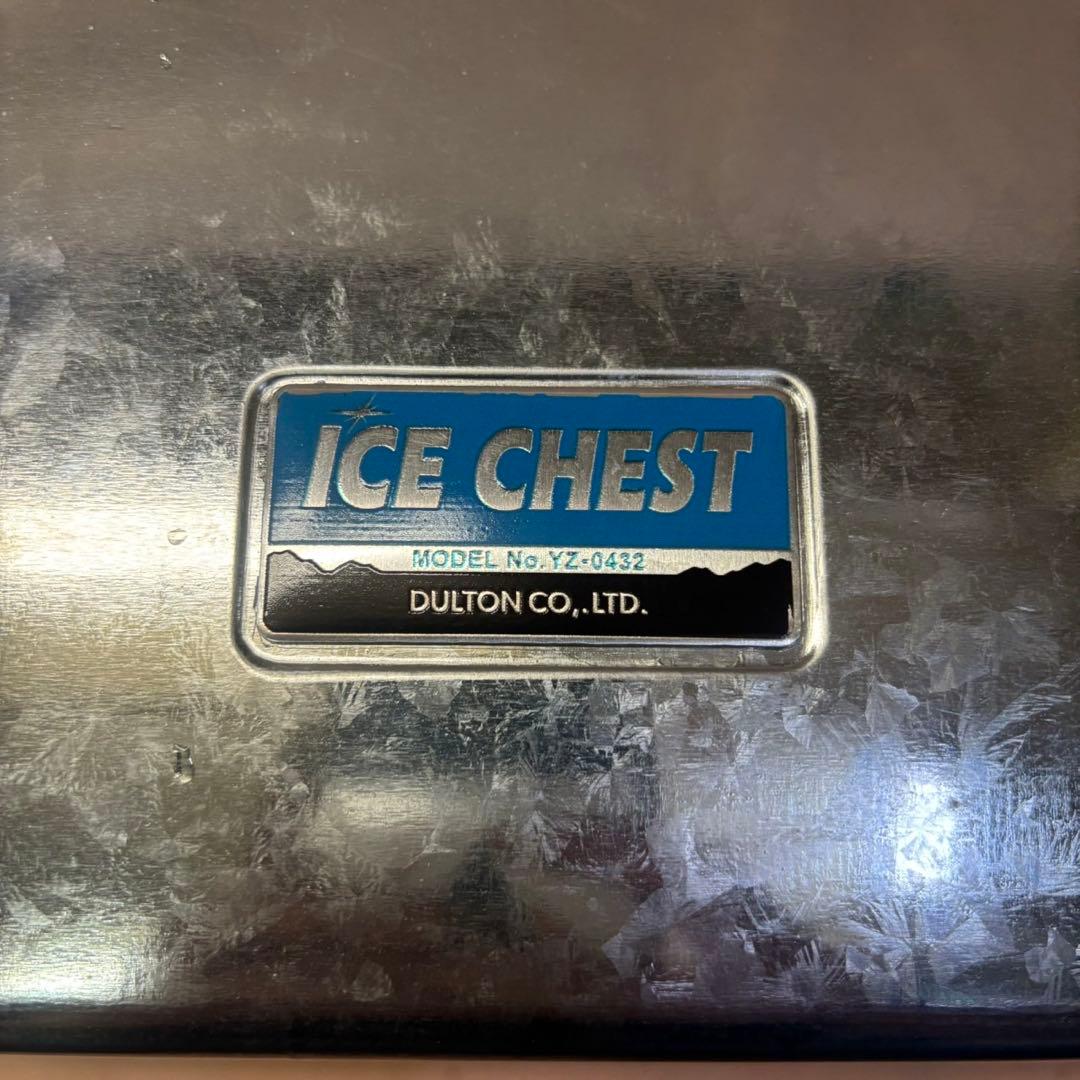 ICE CHEST
MODEL No.YZ-0432
DULTON CO,.LTD.